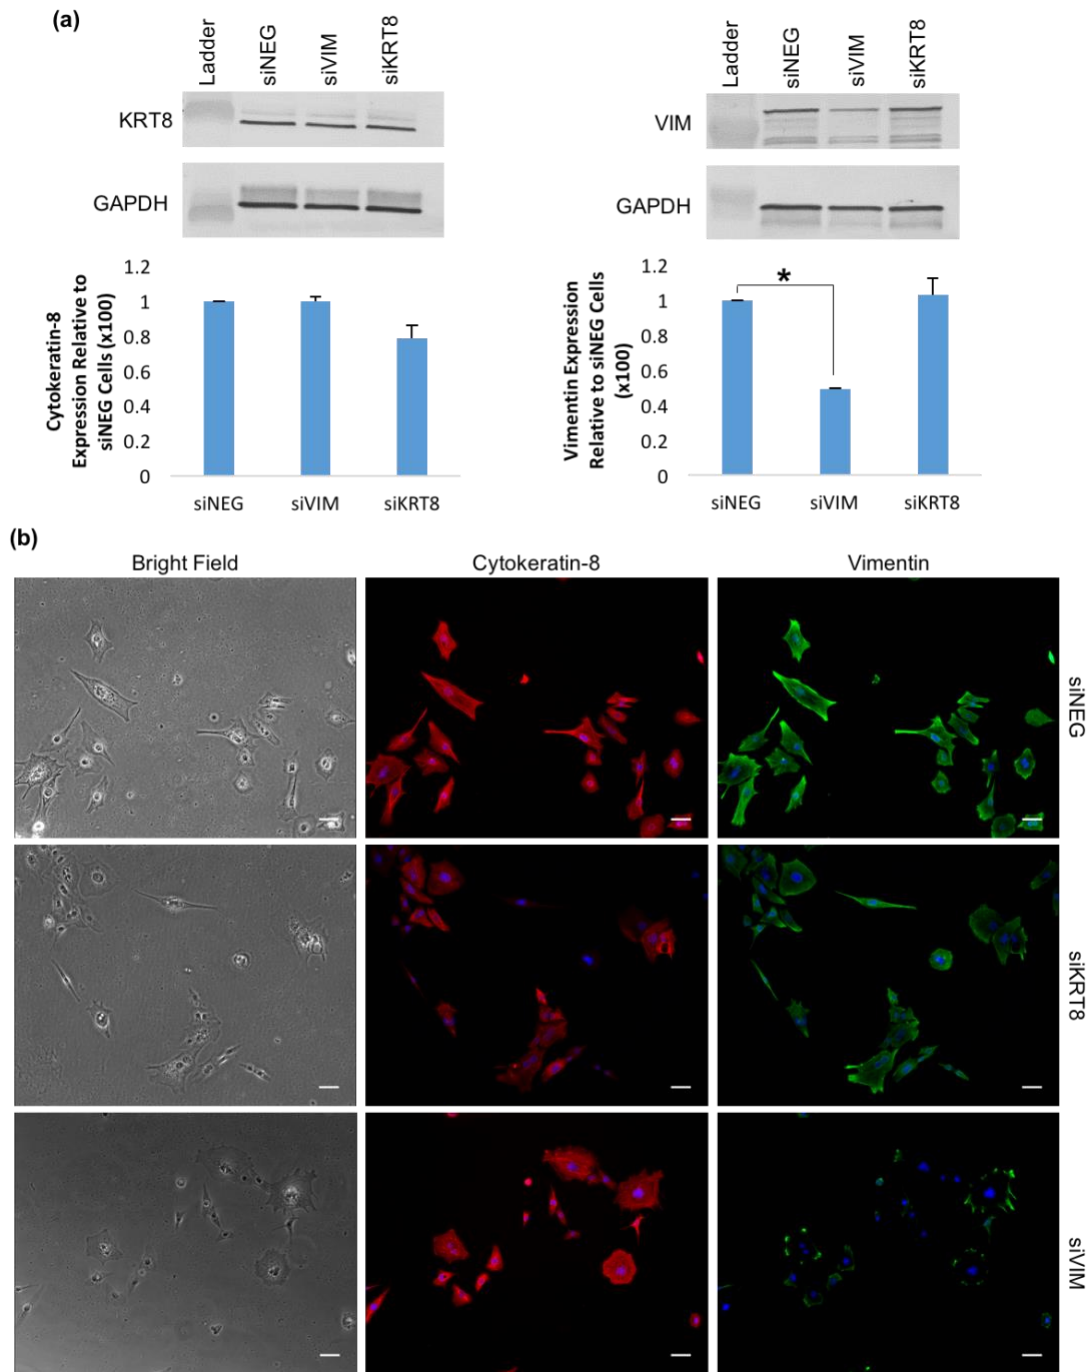 (a)
Ladder
siNEG
siVIM
siKRT8
KRT8
GAPDH
Cytokeratin-8
Expression Relative to
siNEG Cells (x100)
1.2
1
0.8
0.6
0.4
0.2
0
siNEG
siVIM
siKRT8
Ladder
siNEG
siVIM
siKRT8
VIM
GAPDH
Vimentin Expression
Relative to siNEG Cells
(x100)
1.2
1
0.8
0.6
0.4
0.2
0
*
siNEG
siVIM
siKRT8
(b)
Bright Field
Cytokeratin-8
Vimentin
siNEG
siKRT8
siVIM